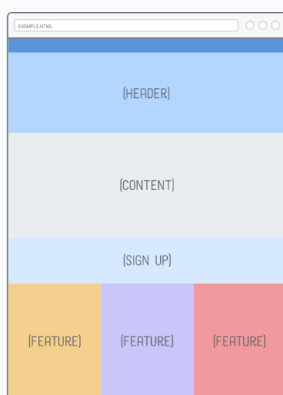 EXAMPLE.HTML
(HEADER)
(CONTENT)
(SIGN UP)
(FEATURE) (FEATURE) (FEATURE)